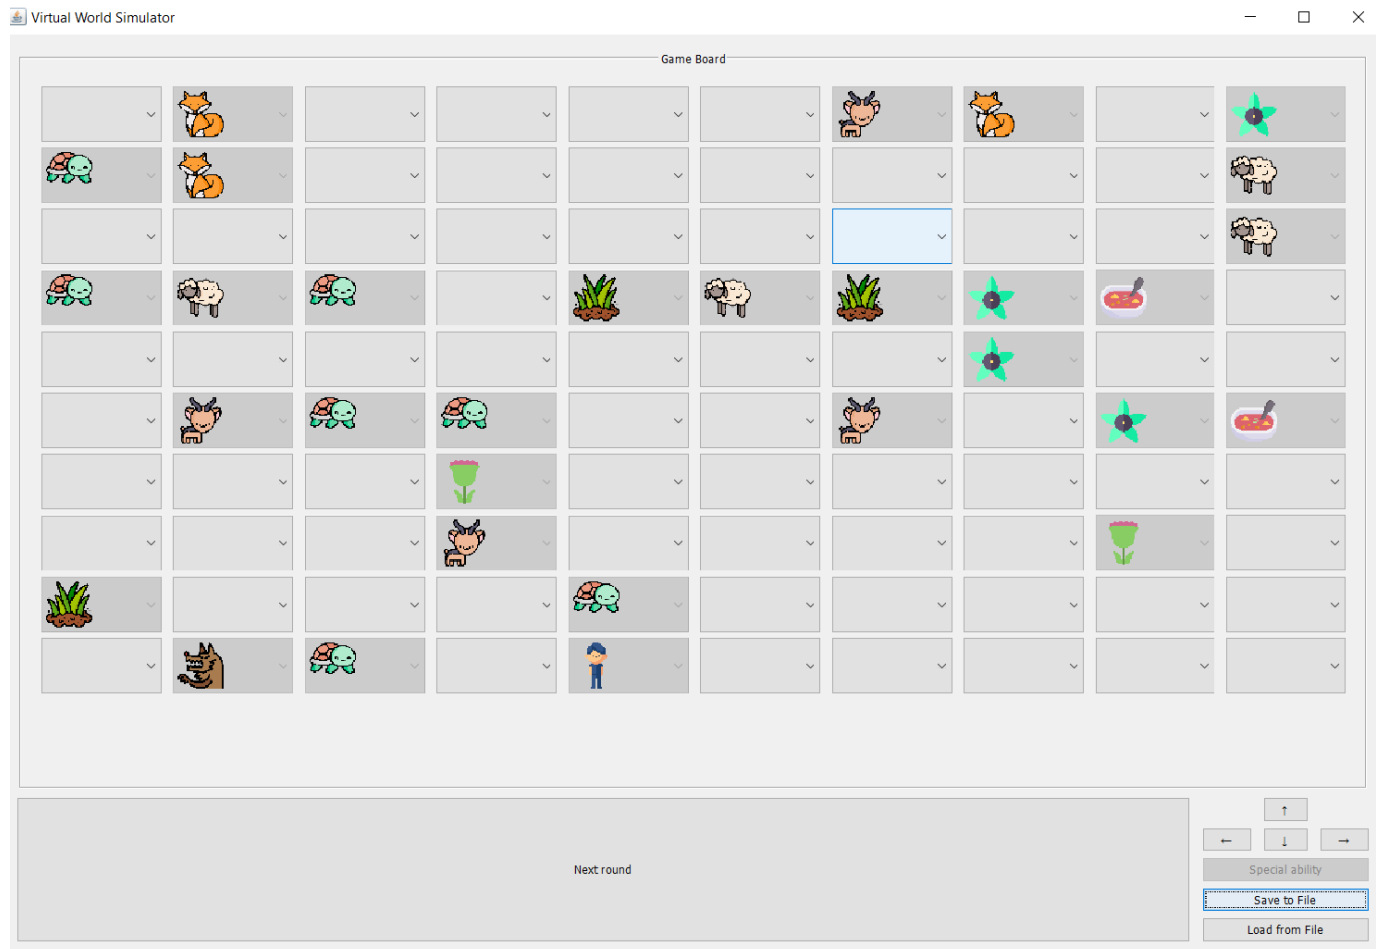 Virtual World Simulator
Game Board
Next round
↑
← ↓ →
Special ability
Save to File
Load from File